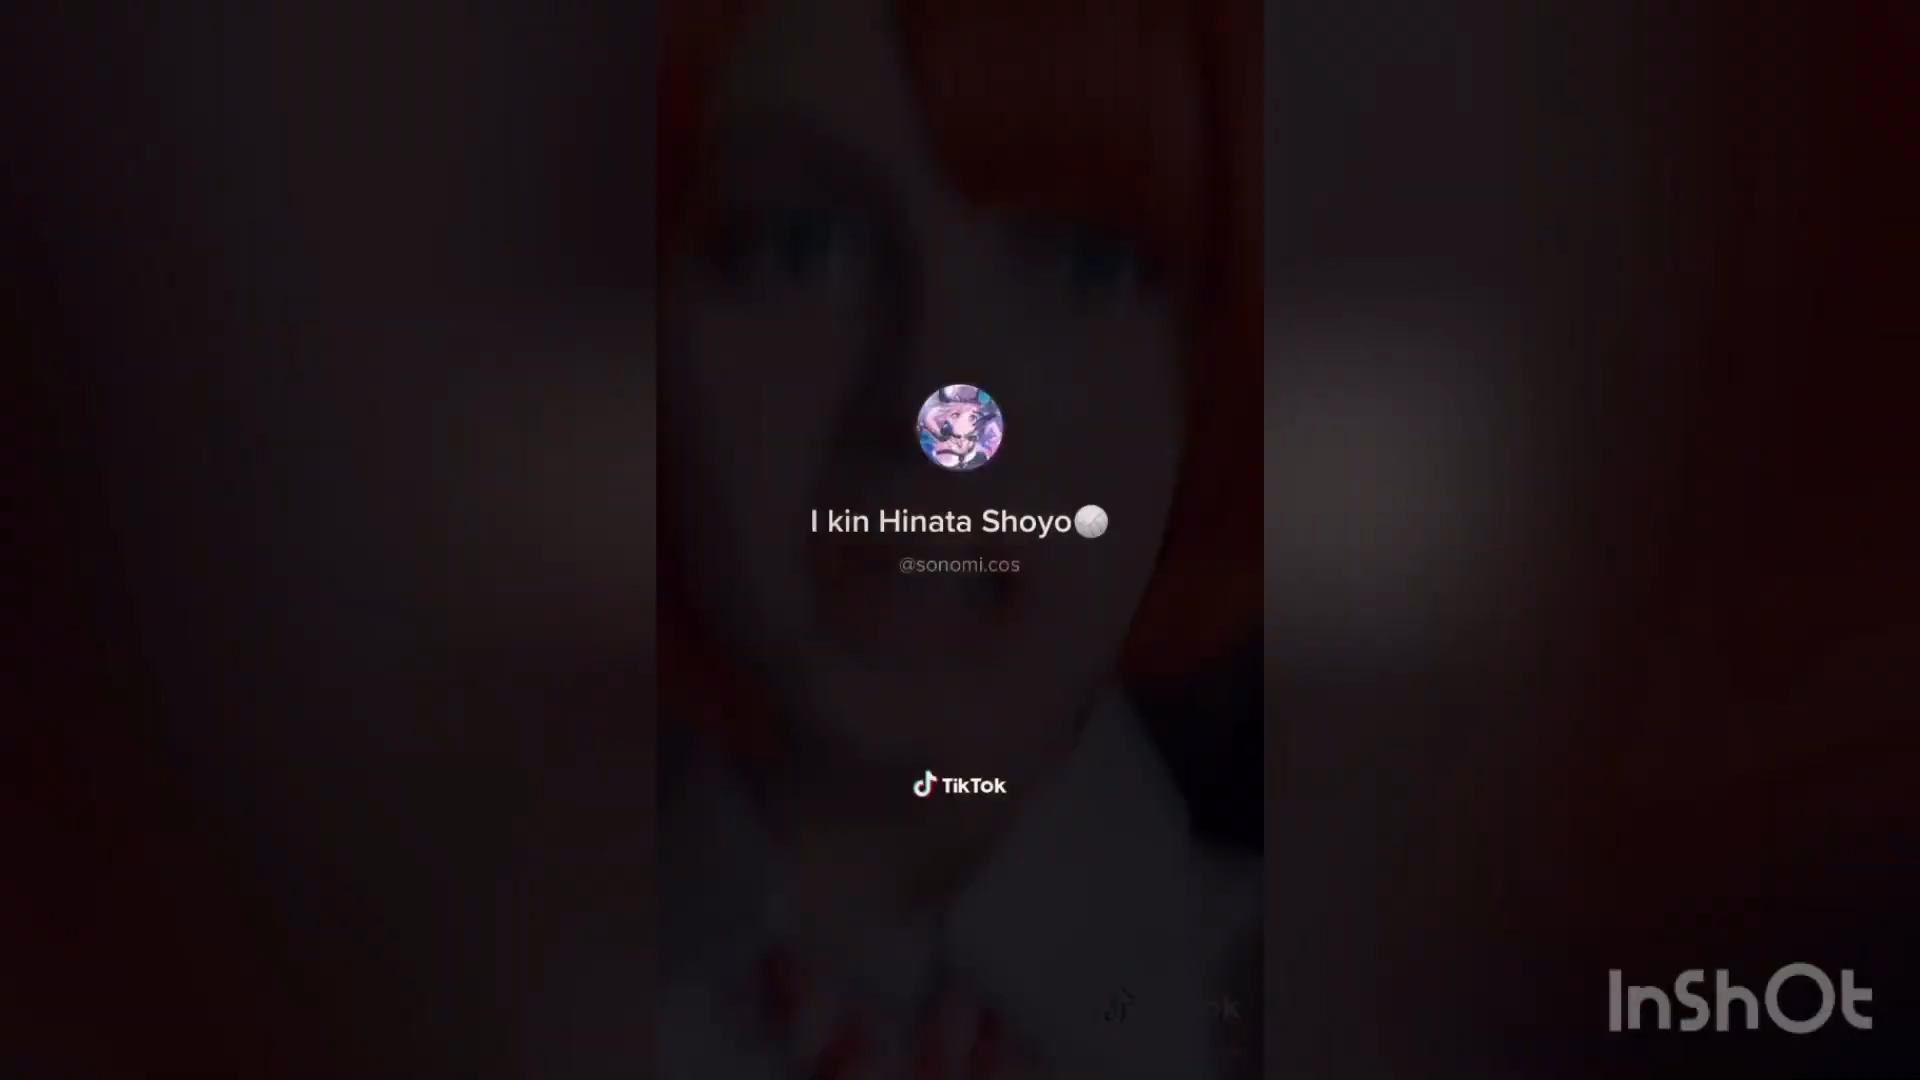 I kin Hinata Shoyo🏐
@sonomi.cos
TikTok
InShOt